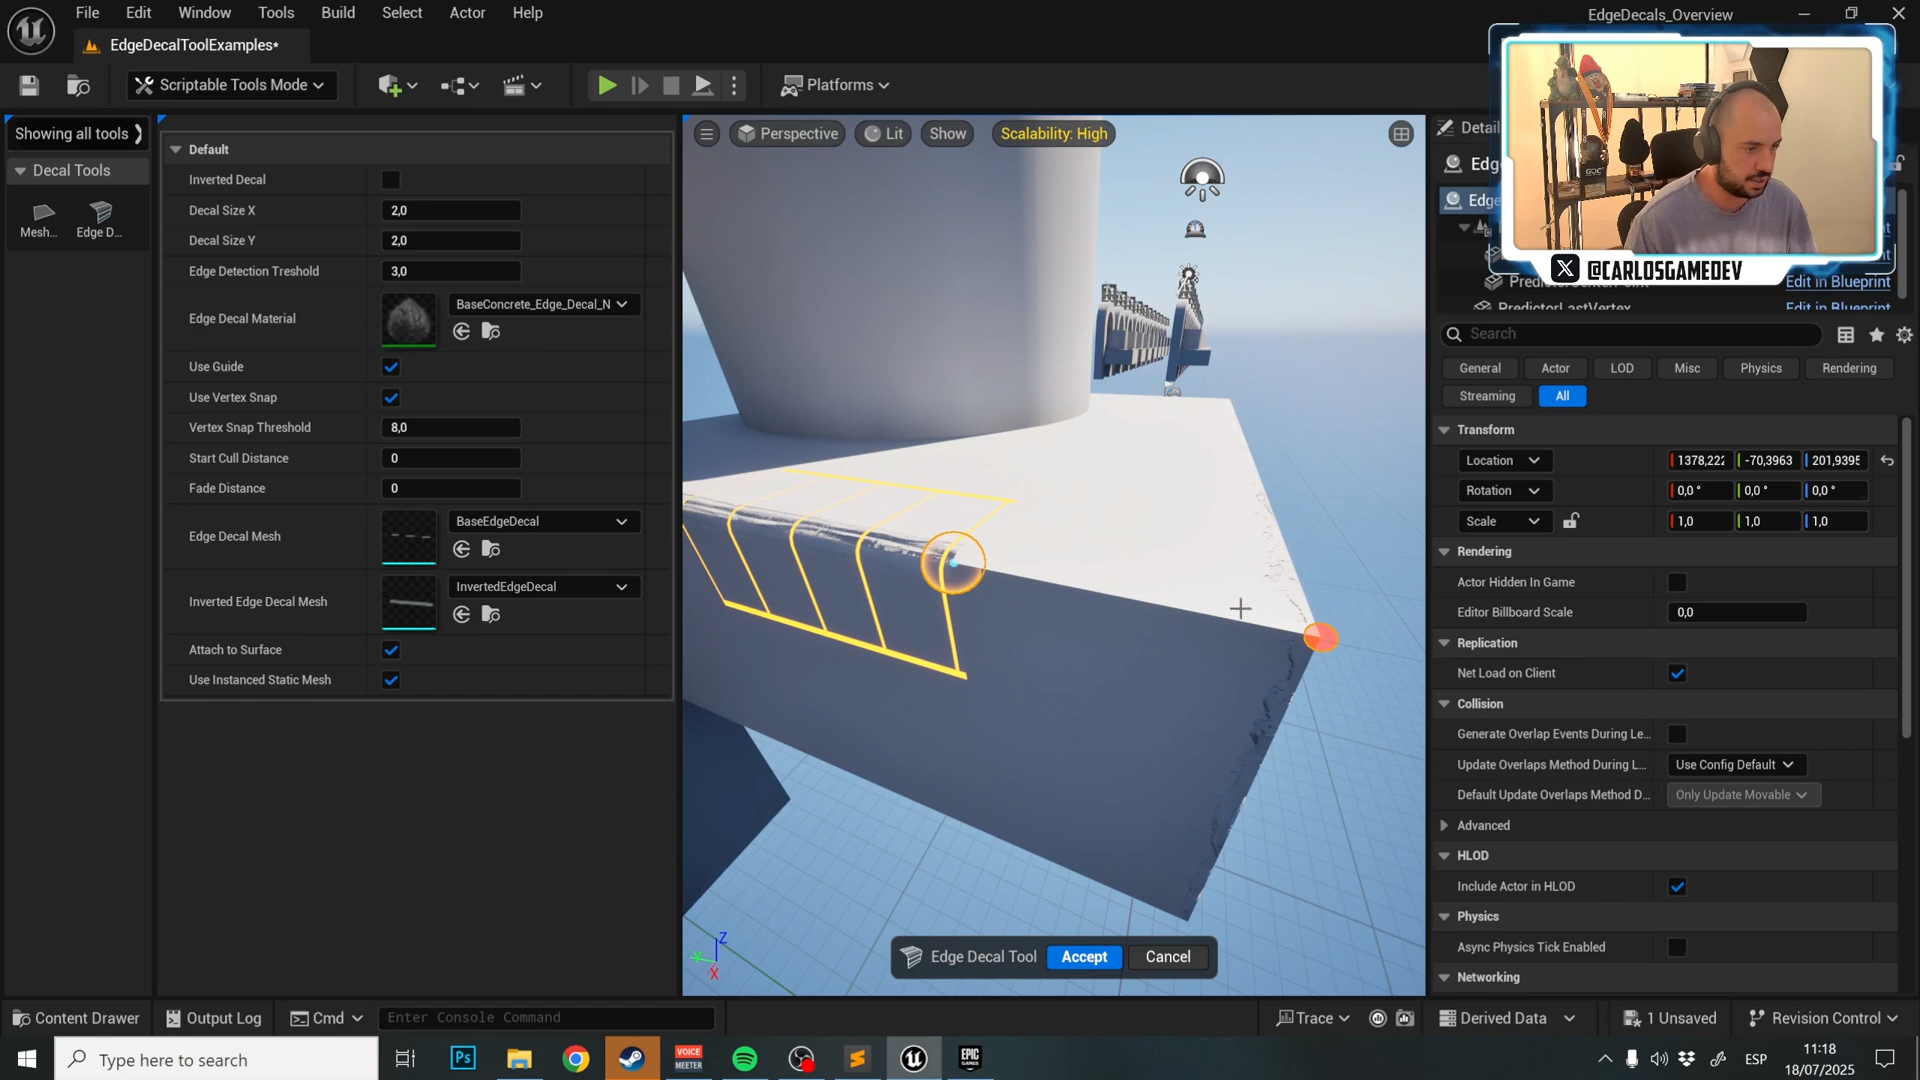 File Edit Window Tools Build Select Actor Help
EdgeDecals_Overview
EdgeDecalToolExamples*
Scriptable Tools Mode
Platforms
Showing all tools
Decal Tools
Mesh... Edge D...
Default
Inverted Decal
Decal Size X 2,0
Decal Size Y 2,0
Edge Detection Treshold 3,0
Edge Decal Material BaseConcrete_Edge_Decal_N
Use Guide
Use Vertex Snap
Vertex Snap Threshold 8,0
Start Cull Distance 0
Fade Distance 0
Edge Decal Mesh BaseEdgeDecal
Inverted Edge Decal Mesh InvertedEdgeDecal
Attach to Surface
Use Instanced Static Mesh
Perspective Lit Show Scalability: High
Z
X
Edge Decal Tool Accept Cancel
@CARLOSGAMEDEV
Detai
Edg
Edge
Edit in Blueprint
PredictorLastVertex Edit in Blueprint
Search
General Actor LOD Misc Physics Rendering
Streaming All
Transform
Location 1378,222 -70,3963 201,9395
Rotation 0,0 ° 0,0 ° 0,0 °
Scale 1,0 1,0 1,0
Rendering
Actor Hidden In Game
Editor Billboard Scale 0,0
Replication
Net Load on Client
Collision
Generate Overlap Events During Le...
Update Overlaps Method During L... Use Config Default
Default Update Overlaps Method D... Only Update Movable
Advanced
HLOD
Include Actor in HLOD
Physics
Async Physics Tick Enabled
Networking
Content Drawer Output Log Cmd Enter Console Command Trace Derived Data 1 Unsaved Revision Control
Type here to search
Ps
VOICE
MEETER
EPIC
GAMES
ESP
11:18
18/07/2025